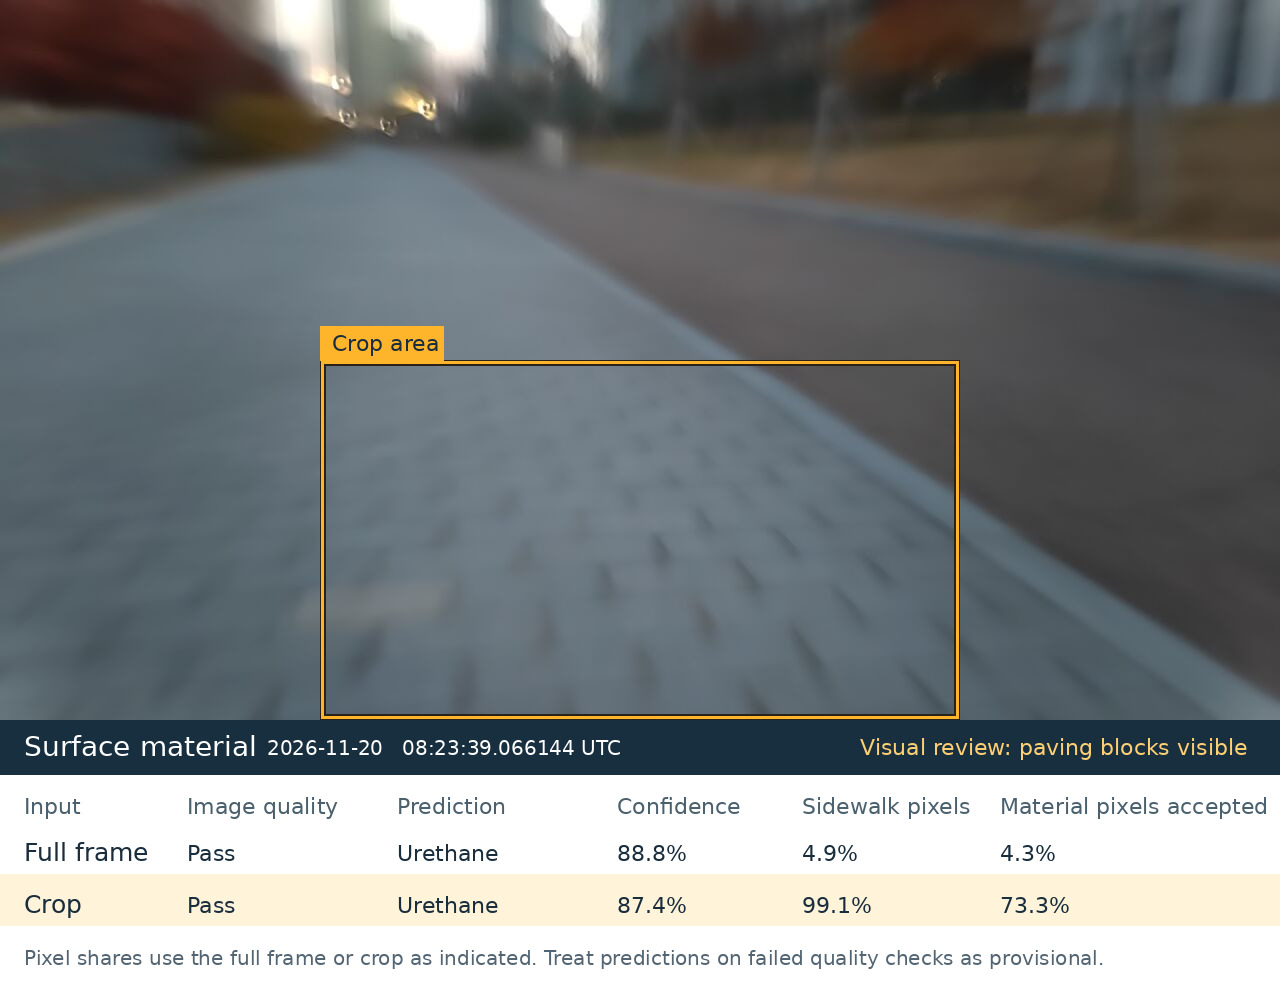 Crop area
Surface material 2026-11-20 08:23:39.066144 UTC Visual review: paving blocks visible
Input Image quality Prediction Confidence Sidewalk pixels Material pixels accepted
Full frame Pass Urethane 88.8% 4.9% 4.3%
Crop Pass Urethane 87.4% 99.1% 73.3%
Pixel shares use the full frame or crop as indicated. Treat predictions on failed quality checks as provisional.